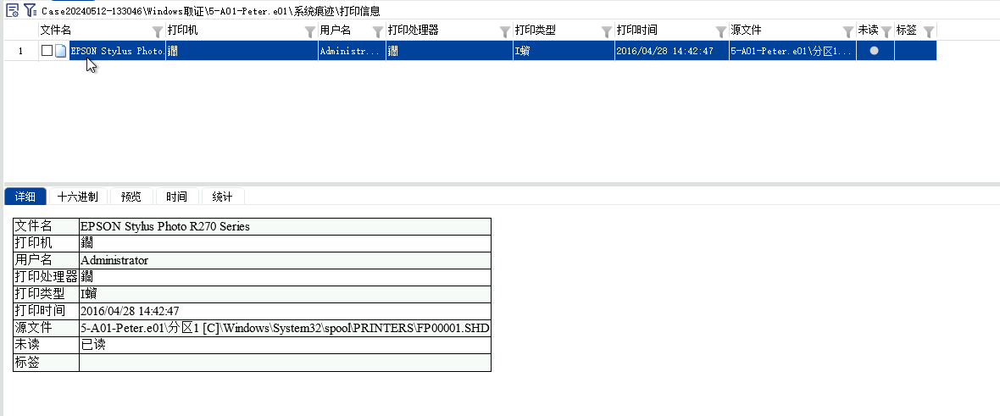 Case20240512-133046\Windows取证\5-A01-Peter.e01\系统痕迹\打印信息
文件名 打印机 用户名 打印处理器 打印类型 打印时间 源文件 未读 标签
1 EPSON Stylus Photo. 鐗 Administr... 鐗 I蠀 2016/04/28 14:42:47 5-A01-Peter.e01\分区1...
详细 十六进制 预览 时间 统计
文件名 EPSON Stylus Photo R270 Series
打印机
用户名 Administrator
打印处理器
打印类型
打印时间 2016/04/28 14:42:47
源文件 5-A01-Peter.e01\分区1 [C]\Windows\System32\spool\PRINTERS\FP00001.SHD
未读 已读
标签